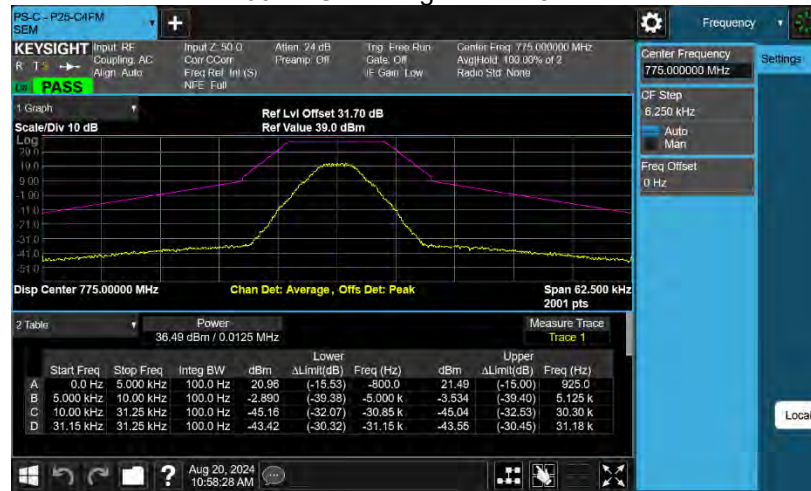 PS-C - P25-C4FM
SEM
Frequency
KEYSIGHT Input: RF
R T S Coupling: AC
Align: Auto
PASS
Input Z: 50 Ω
Corr CCorr
Freq Ref: Int (S)
NFE: Full
Atten: 24 dB
Preamp: Off
Trig: Free Run
Gate: Off
IF Gain: Low
Center Freq: 775.000000 MHz
Avg|Hold: 100.00% of 2
Radio Std: None
Center Frequency
775.000000 MHz
Settings
CF Step
6.250 kHz
Auto
Man
Freq Offset
0 Hz
Local
1 Graph
Scale/Div 10 dB
Ref Lvl Offset 31.70 dB
Ref Value 39.0 dBm
Log
29.0
19.0
9.00
-1.00
-11.0
-21.0
-31.0
-41.0
-51.0
Disp Center 775.00000 MHz Chan Det: Average, Offs Det: Peak Span 62.500 kHz
2001 pts
2 Table
Power
36.49 dBm / 0.0125 MHz
Measure Trace
Trace 1
Lower Upper
Start Freq Stop Freq Integ BW dBm ΔLimit(dB) Freq (Hz) dBm ΔLimit(dB) Freq (Hz)
A 0.0 Hz 5.000 kHz 100.0 Hz 20.96 (-15.53) -800.0 21.49 (-15.00) 925.0
B 5.000 kHz 10.00 kHz 100.0 Hz -2.890 (-39.38) -5.000 k -3.534 (-39.40) 5.125 k
C 10.00 kHz 31.25 kHz 100.0 Hz -45.16 (-32.07) -30.85 k -45.04 (-32.53) 30.30 k
D 31.15 kHz 31.25 kHz 100.0 Hz -43.42 (-30.32) -31.15 k -43.55 (-30.45) 31.18 k
Aug 20, 2024
10:58:28 AM